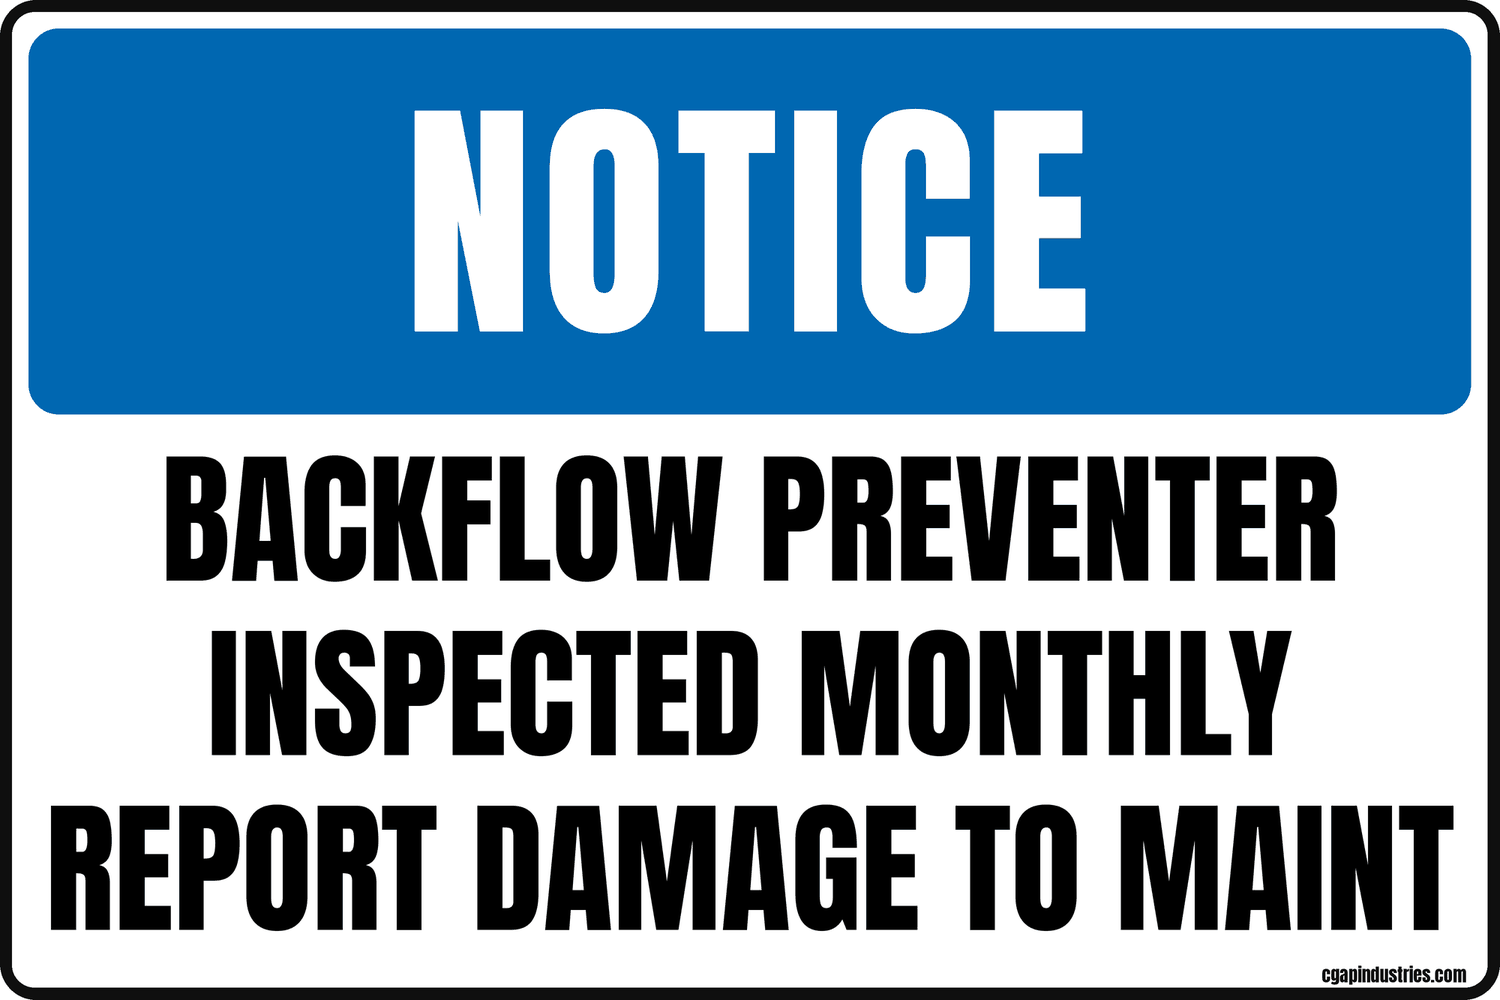 NOTICE
BACKFLOW PREVENTER
INSPECTED MONTHLY
REPORT DAMAGE TO MAINT
cgapindustries.com